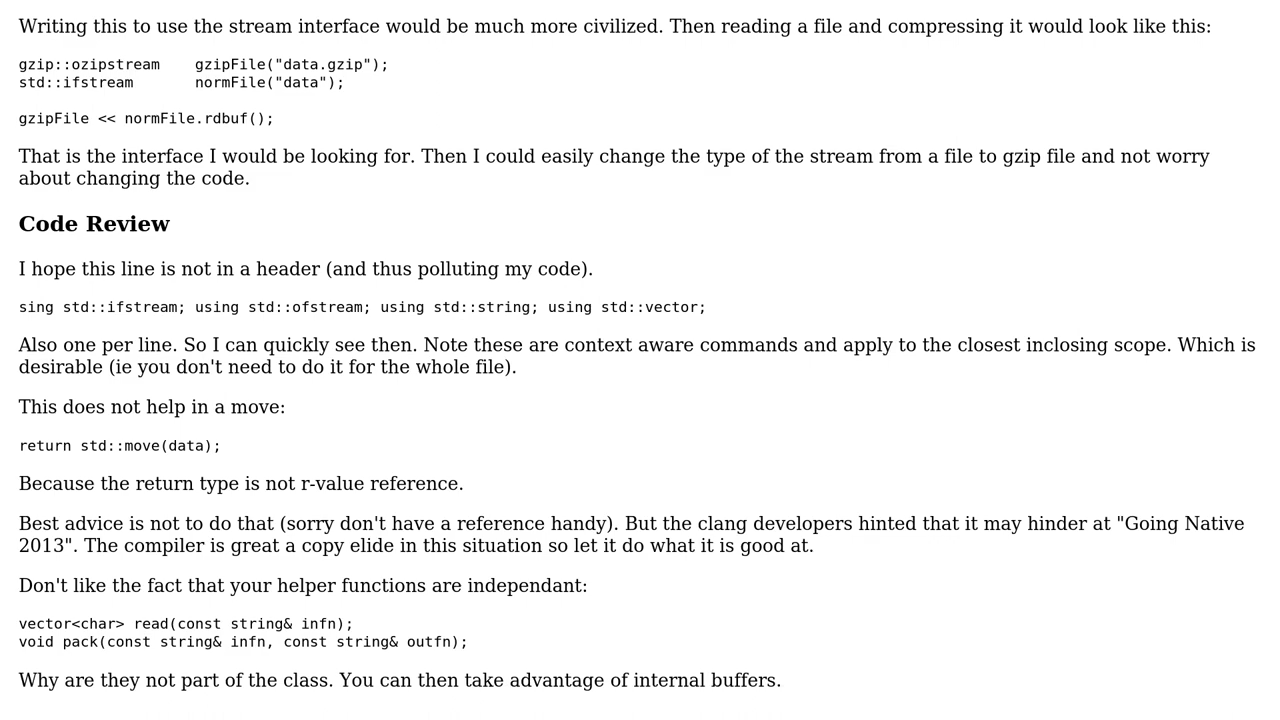 Writing this to use the stream interface would be much more civilized. Then reading a file and compressing it would look like this:
gzip::ozipstream    gzipFile("data.gzip");
std::ifstream       normFile("data");
gzipFile << normFile.rdbuf();
That is the interface I would be looking for. Then I could easily change the type of the stream from a file to gzip file and not worry
about changing the code.
Code Review
I hope this line is not in a header (and thus polluting my code).
sing std::ifstream; using std::ofstream; using std::string; using std::vector;
Also one per line. So I can quickly see then. Note these are context aware commands and apply to the closest inclosing scope. Which is
desirable (ie you don't need to do it for the whole file).
This does not help in a move:
return std::move(data);
Because the return type is not r-value reference.
Best advice is not to do that (sorry don't have a reference handy). But the clang developers hinted that it may hinder at "Going Native
2013". The compiler is great a copy elide in this situation so let it do what it is good at.
Don't like the fact that your helper functions are independant:
vector<char> read(const string& infn);
void pack(const string& infn, const string& outfn);
Why are they not part of the class. You can then take advantage of internal buffers.